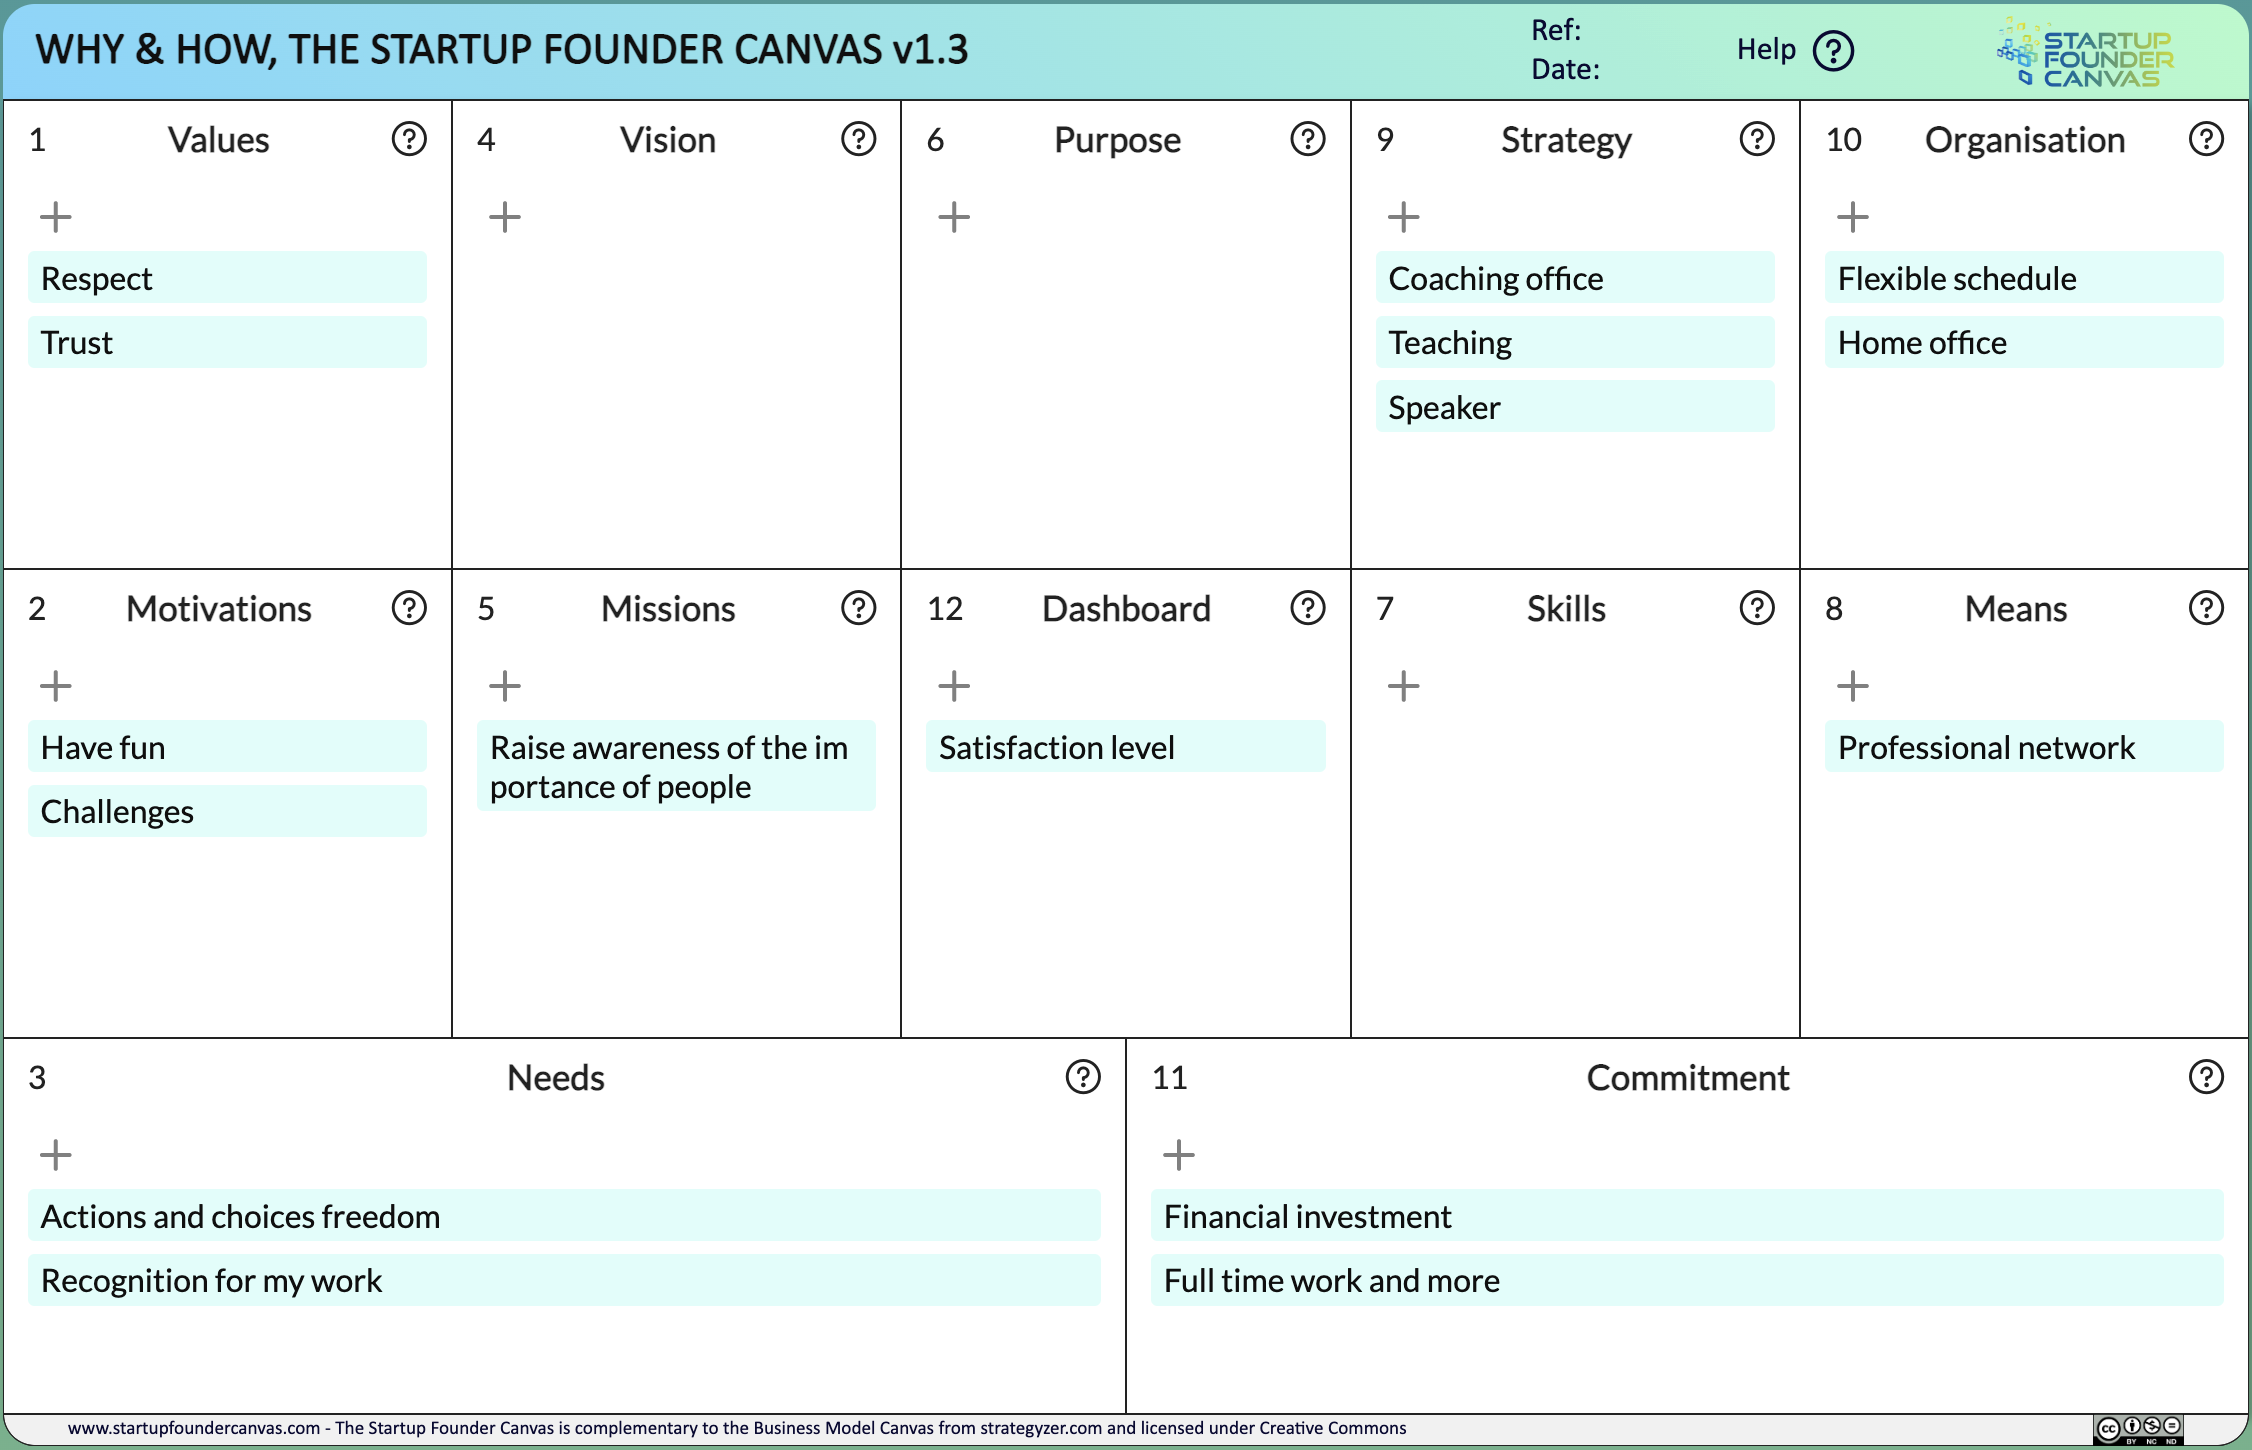 WHY & HOW, THE STARTUP FOUNDER CANVAS v1.3
Ref:
Date:
Help ?
STARTUP
FOUNDER
CANVAS
1 Values ?
+
Respect
Trust
4 Vision ?
+
6 Purpose ?
+
9 Strategy ?
+
Coaching office
Teaching
Speaker
10 Organisation ?
+
Flexible schedule
Home office
2 Motivations ?
+
Have fun
Challenges
5 Missions ?
+
Raise awareness of the im
portance of people
12 Dashboard ?
+
Satisfaction level
7 Skills ?
+
8 Means ?
+
Professional network
3 Needs ?
+
Actions and choices freedom
Recognition for my work
11 Commitment ?
+
Financial investment
Full time work and more
www.startupfoundercanvas.com - The Startup Founder Canvas is complementary to the Business Model Canvas from strategyzer.com and licensed under Creative Commons
cc
BY NC ND